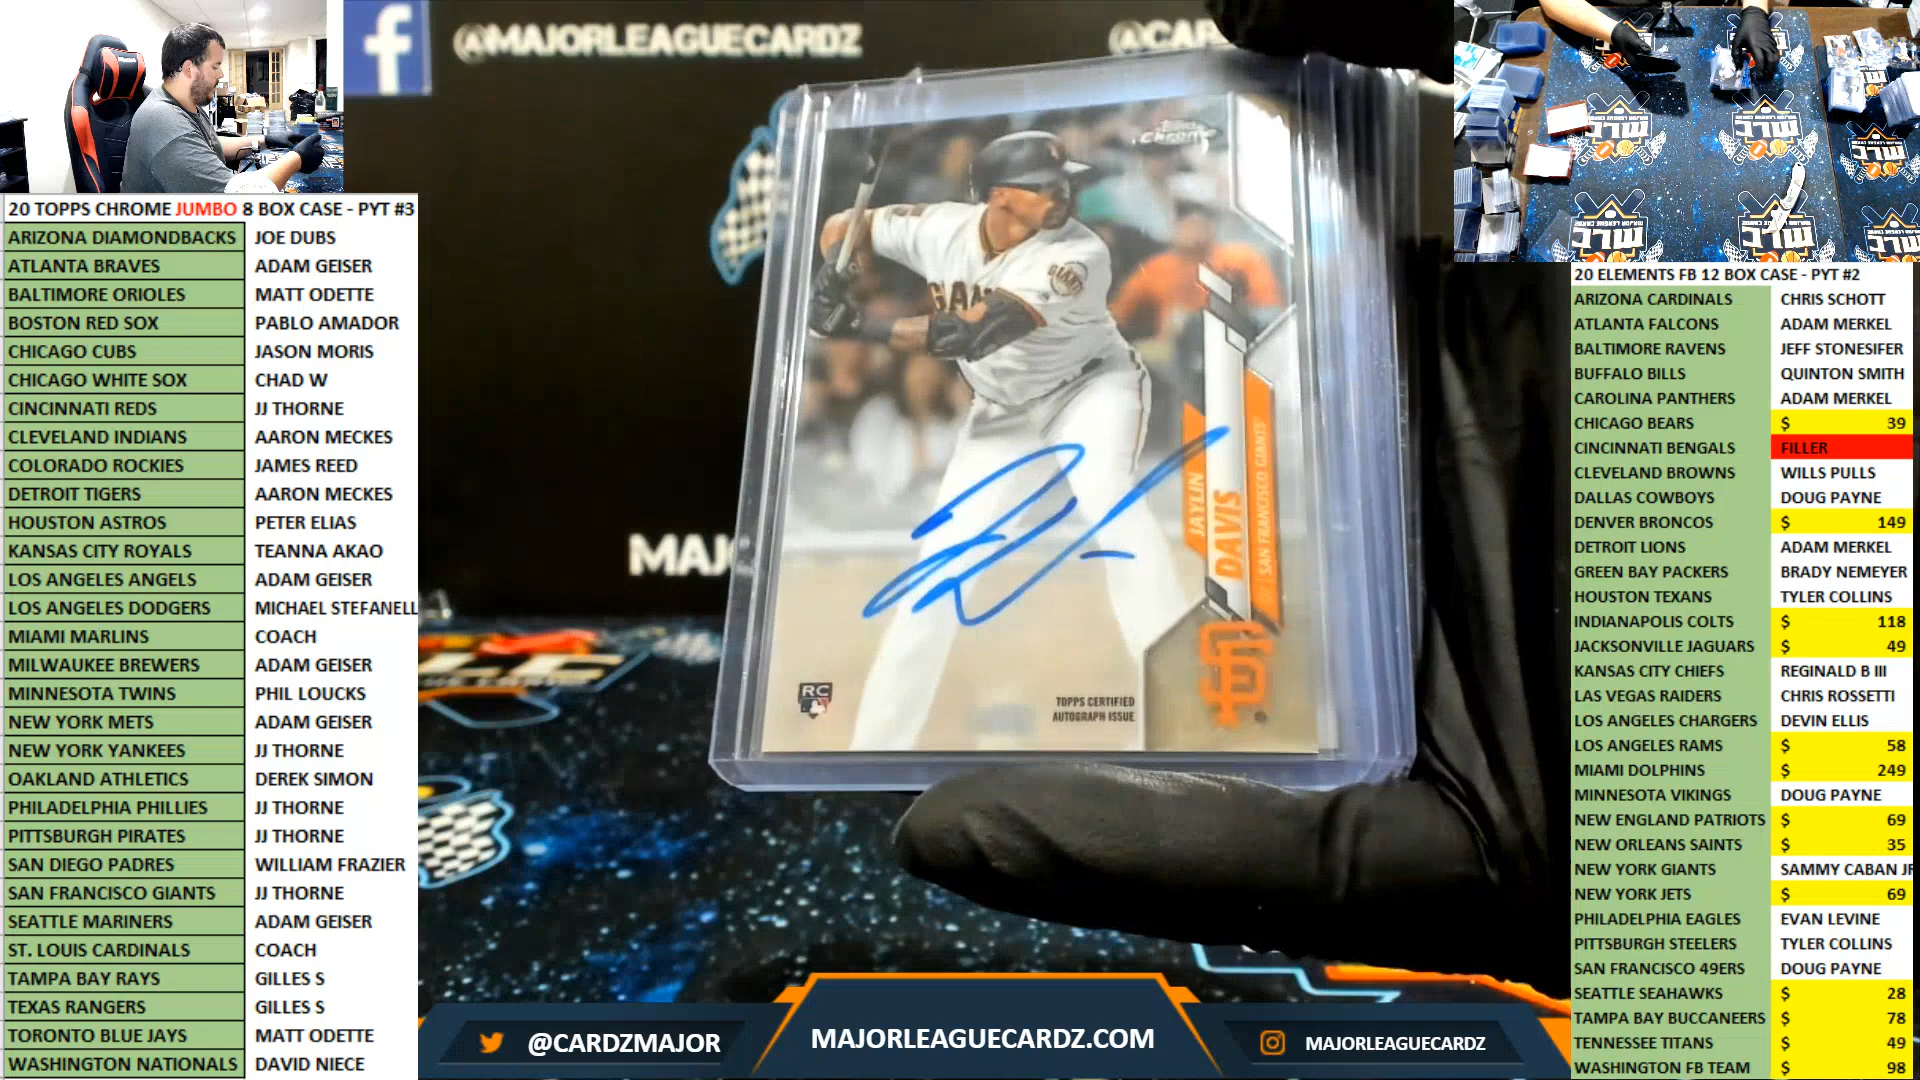 @MAJORLEAGUECARDZ
@CAR
20 TOPPS CHROME JUMBO 8 BOX CASE - PYT #3
ARIZONA DIAMONDBACKS JOE DUBS
ATLANTA BRAVES ADAM GEISER
BALTIMORE ORIOLES MATT ODETTE
BOSTON RED SOX PABLO AMADOR
CHICAGO CUBS JASON MORIS
CHICAGO WHITE SOX CHAD W
CINCINNATI REDS JJ THORNE
CLEVELAND INDIANS AARON MECKES
COLORADO ROCKIES JAMES REED
DETROIT TIGERS AARON MECKES
HOUSTON ASTROS PETER ELIAS
KANSAS CITY ROYALS TEANNA AKAO
LOS ANGELES ANGELS ADAM GEISER
LOS ANGELES DODGERS MICHAEL STEFANELL
MIAMI MARLINS COACH
MILWAUKEE BREWERS ADAM GEISER
MINNESOTA TWINS PHIL LOUCKS
NEW YORK METS ADAM GEISER
NEW YORK YANKEES JJ THORNE
OAKLAND ATHLETICS DEREK SIMON
PHILADELPHIA PHILLIES JJ THORNE
PITTSBURGH PIRATES JJ THORNE
SAN DIEGO PADRES WILLIAM FRAZIER
SAN FRANCISCO GIANTS JJ THORNE
SEATTLE MARINERS ADAM GEISER
ST. LOUIS CARDINALS COACH
TAMPA BAY RAYS GILLES S
TEXAS RANGERS GILLES S
TORONTO BLUE JAYS MATT ODETTE
WASHINGTON NATIONALS DAVID NIECE
Topps
Chrome
GIANTS
GIAN
MAJ
JAYLIN
DAVIS
SAN FRANCISCO GIANTS
SF
RC
TOPPS CERTIFIED
AUTOGRAPH ISSUE
@CARDZMAJOR
MAJORLEAGUECARDZ.COM
MAJORLEAGUECARDZ
20 ELEMENTS FB 12 BOX CASE - PYT #2
ARIZONA CARDINALS CHRIS SCHOTT
ATLANTA FALCONS ADAM MERKEL
BALTIMORE RAVENS JEFF STONESIFER
BUFFALO BILLS QUINTON SMITH
CAROLINA PANTHERS ADAM MERKEL
CHICAGO BEARS $ 39
CINCINNATI BENGALS FILLER
CLEVELAND BROWNS WILLS PULLS
DALLAS COWBOYS DOUG PAYNE
DENVER BRONCOS $ 149
DETROIT LIONS ADAM MERKEL
GREEN BAY PACKERS BRADY NEMEYER
HOUSTON TEXANS TYLER COLLINS
INDIANAPOLIS COLTS $ 118
JACKSONVILLE JAGUARS $ 49
KANSAS CITY CHIEFS REGINALD B III
LAS VEGAS RAIDERS CHRIS ROSSETTI
LOS ANGELES CHARGERS DEVIN ELLIS
LOS ANGELES RAMS $ 58
MIAMI DOLPHINS $ 249
MINNESOTA VIKINGS DOUG PAYNE
NEW ENGLAND PATRIOTS $ 69
NEW ORLEANS SAINTS $ 35
NEW YORK GIANTS SAMMY CABAN JR
NEW YORK JETS $ 69
PHILADELPHIA EAGLES EVAN LEVINE
PITTSBURGH STEELERS TYLER COLLINS
SAN FRANCISCO 49ERS DOUG PAYNE
SEATTLE SEAHAWKS $ 28
TAMPA BAY BUCCANEERS $ 78
TENNESSEE TITANS $ 49
WASHINGTON FB TEAM $ 98